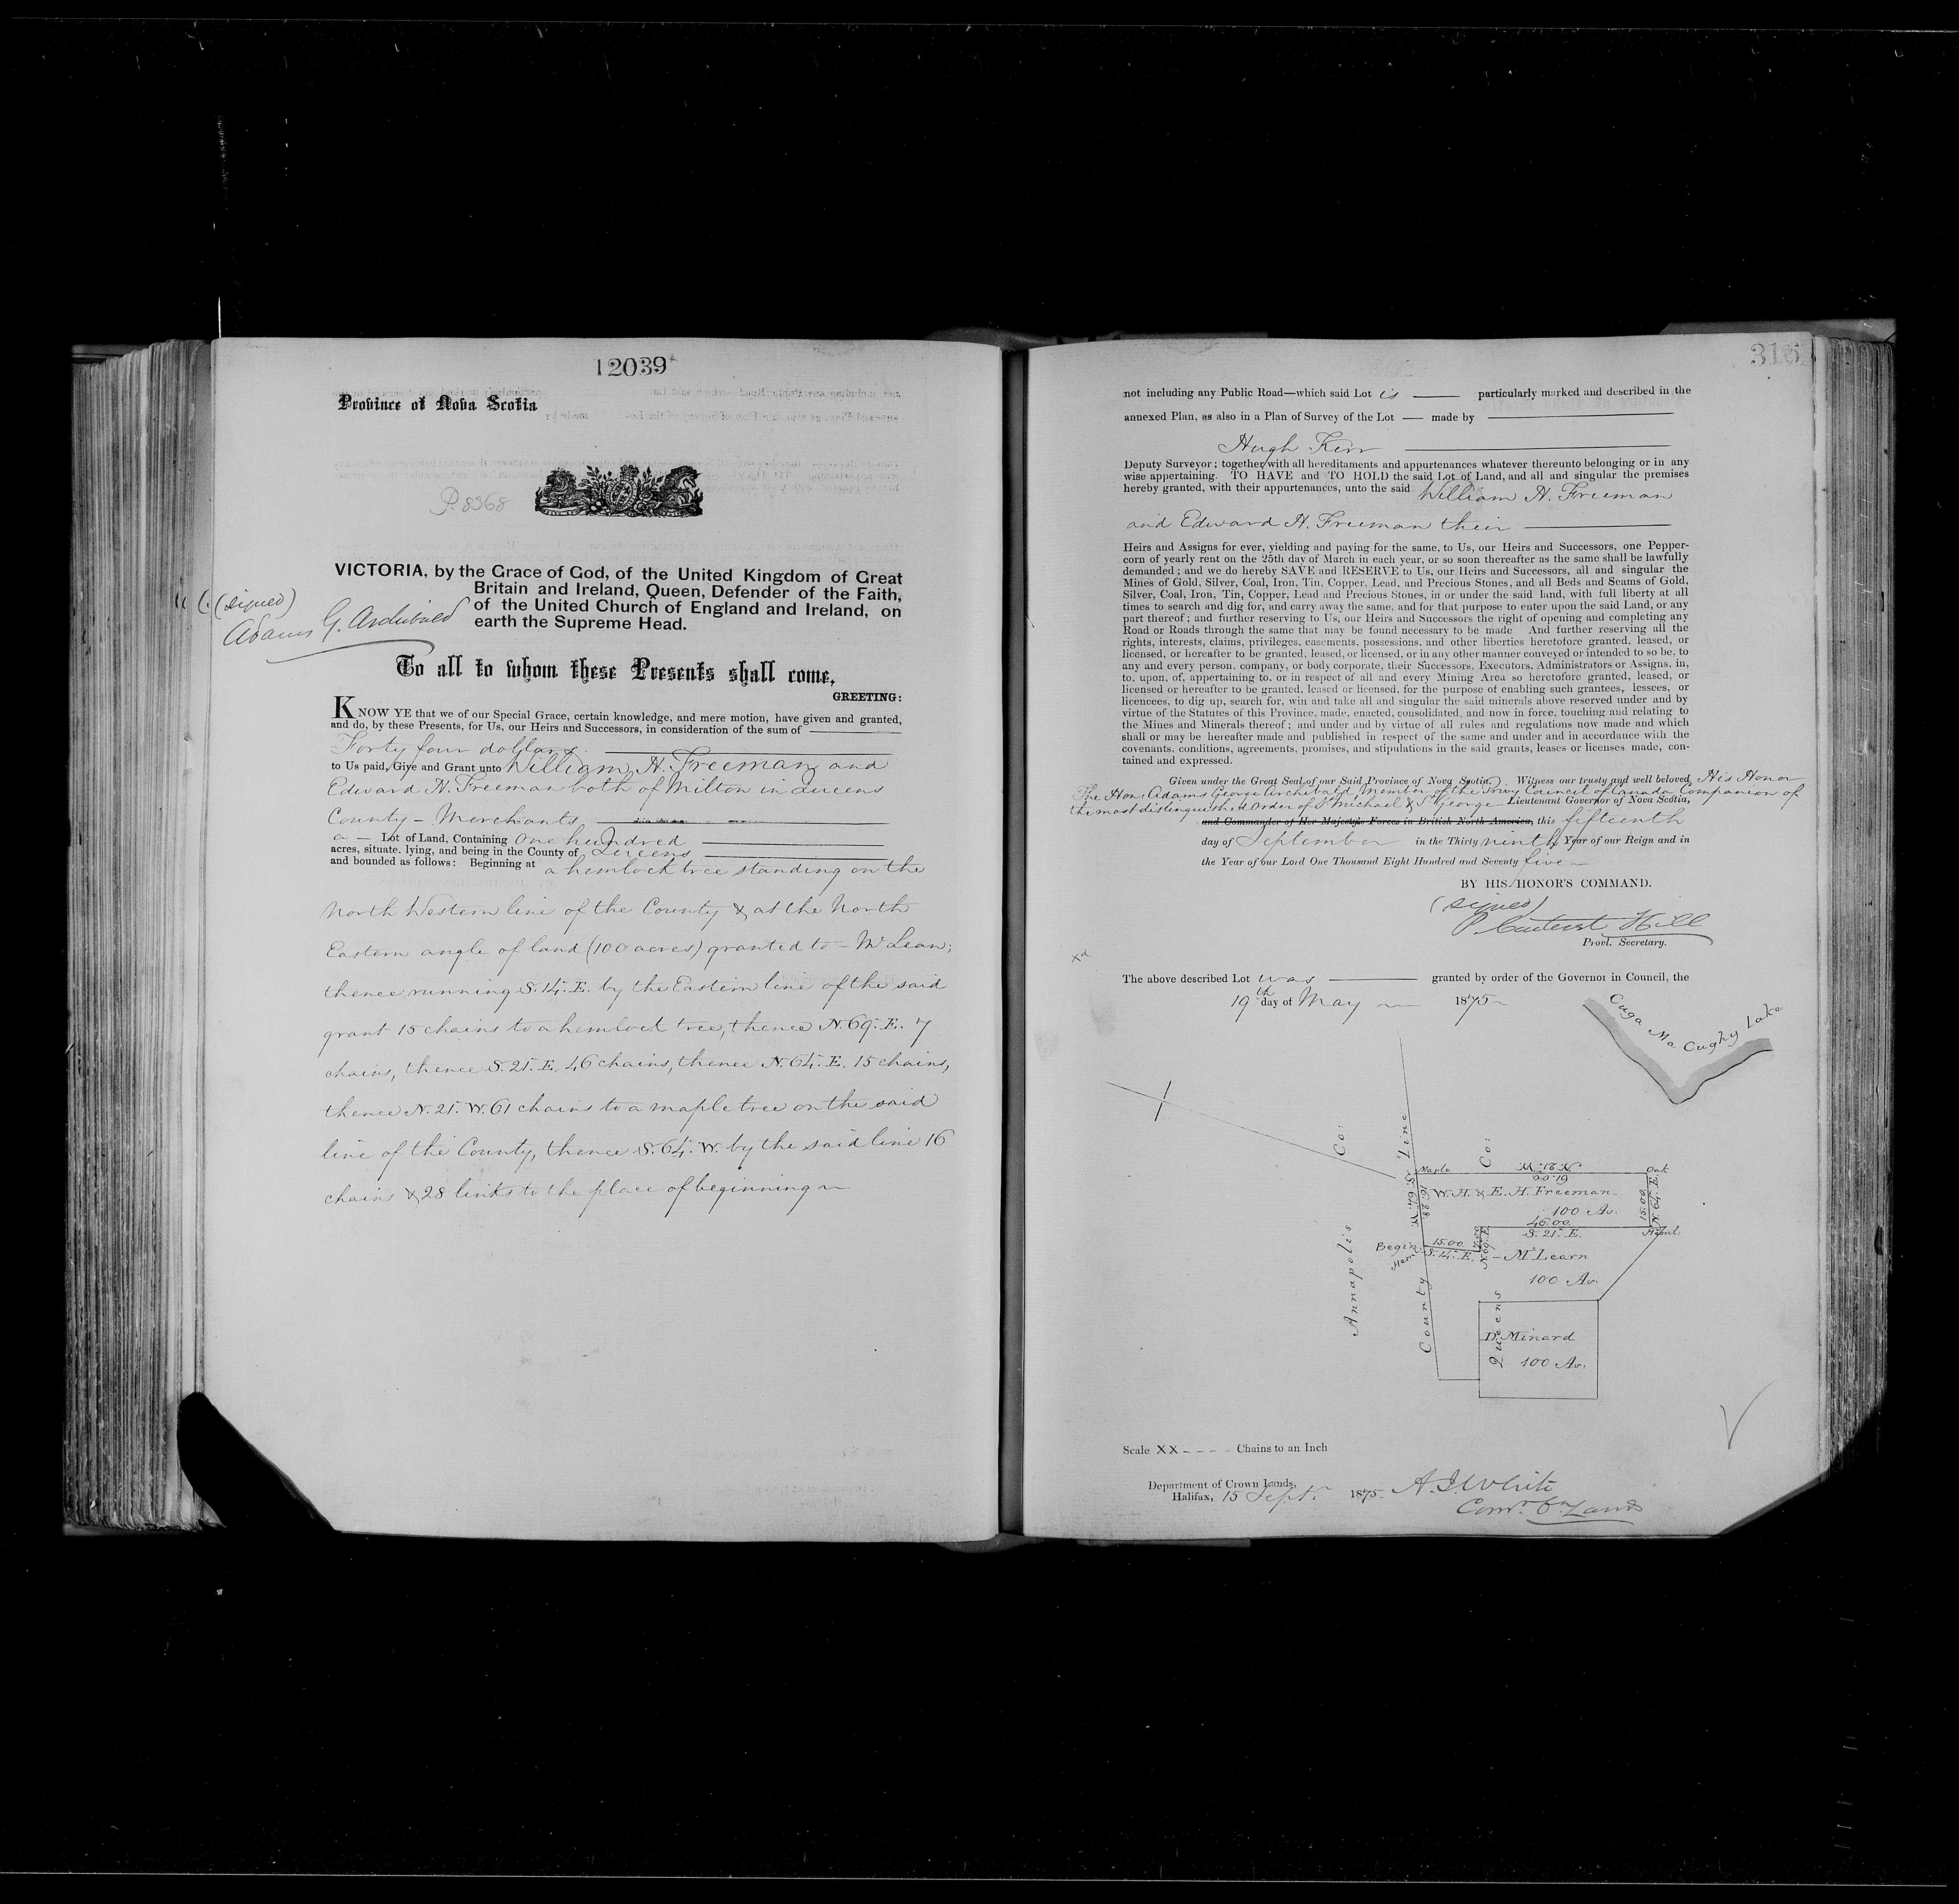 12039
Province of Nova Scotia
P. 8368
VICTORIA, by the Grace of God, of the United Kingdom of Great
Britain and Ireland, Queen, Defender of the Faith,
of the United Church of England and Ireland, on
earth the Supreme Head.
(signed)
Adams G. Archibald
To all to whom these Presents shall come,
GREETING:
KNOW YE that we of our Special Grace, certain knowledge, and mere motion, have given and granted,
and do, by these Presents, for Us, our Heirs and Successors, in consideration of the sum of
Forty four dollars
to Us paid, Give and Grant unto William H. Freeman and
Edward H. Freeman both of Milton in Queens
County - Merchants
a - Lot of Land, Containing one hundred
acres, situate, lying, and being in the County of Queens
and bounded as follows: Beginning at a hemlock tree standing on the
North Western line of the County & at the North
Eastern angle of land (100 acres) granted to - McLean;
thence running S. 14°. E. by the Eastern line of the said
grant 15 chains to a hemlock tree, thence N. 69°. E. 7
chains, thence S. 21°. E. 46 chains, thence N. 64°. E. 15 chains,
thence N. 21°. W. 61 chains to a maple tree on the said
line of the County, thence S. 64°. W. by the said line 16
chains & 28 links to the place of beginning
316
not including any Public Road—which said Lot is particularly marked and described in the
annexed Plan, as also in a Plan of Survey of the Lot made by
Hugh Kerr
Deputy Surveyor; together with all hereditaments and appurtenances whatever thereunto belonging or in any
wise appertaining. TO HAVE and TO HOLD the said Lot of Land, and all and singular the premises
hereby granted, with their appurtenances, unto the said William H. Freeman
and Edward H. Freeman their
Heirs and Assigns for ever, yielding and paying for the same, to Us, our Heirs and Successors, one Pepper-
corn of yearly rent on the 25th day of March in each year, or so soon thereafter as the same shall be lawfully
demanded; and we do hereby SAVE and RESERVE to Us, our Heirs and Successors, all and singular the
Mines of Gold, Silver, Coal, Iron, Tin, Copper, Lead, and Precious Stones, and all Beds and Seams of Gold,
Silver, Coal, Iron, Tin, Copper, Lead and Precious Stones, in or under the said land, with full liberty at all
times to search and dig for, and carry away the same, and for that purpose to enter upon the said Land, or any
part thereof; and further reserving to Us, our Heirs and Successors the right of opening and completing any
Road or Roads through the same that may be found necessary to be made And further reserving all the
rights, interests, claims, privileges, easements, possessions, and other liberties heretofore granted, leased, or
licensed, or hereafter to be granted, leased, or licensed, or in any other manner conveyed or intended to so be, to
any and every person, company, or body corporate, their Successors, Executors, Administrators or Assigns, in,
to, upon, of, appertaining to, or in respect of all and every Mining Area so heretofore granted, leased, or
licensed or hereafter to be granted, leased or licensed, for the purpose of enabling such grantees, lessees, or
licencees, to dig up, search for, win and take all and singular the said minerals above reserved under and by
virtue of the Statutes of this Province, made, enacted, consolidated, and now in force, touching and relating to
the Mines and Minerals thereof; and under and by virtue of all rules and regulations now made and which
shall or may be hereafter made and published in respect of the same and under and in accordance with the
covenants, conditions, agreements, promises, and stipulations in the said grants, leases or licenses made, con-
tained and expressed.
Given under the Great Seal of our Said Province of Nova Scotia. Witness our trusty and well beloved His Honor
The Hon: Adams George Archibald, Member of the Privy Council of Canada Companion of
the most distinguished Order of St Michael & St George. Lieutenant Governor of Nova Scotia,
and Commander of Her Majesty's Forces in British North America, this fifteenth
day of September in the Thirty ninth Year of our Reign and in
the Year of our Lord One Thousand Eight Hundred and Seventy five
BY HIS HONOR'S COMMAND.
(signed)
P. Carteret Hill
Provl. Secretary.
xd
The above described Lot was granted by order of the Governor in Council, the
19th day of May 1875
Cuga Ma Cughy Lake
Annapolis Co:
County Line
S. 64°. W.
16.28
Queens Co:
Maple
N. 21°. W.
61.00
Oak
W. H. & E. H. Freeman
100 Ac.
15.00
N. 64°. E.
46.00
S. 21°. E.
Heml:
Begin.
Heml:
15.00
S. 14°. E.
7.00
N. 69°. E.
- McLearn
100 Ac.
D. Minard
100 Ac.
Scale XX - - - - Chains to an Inch
Department of Crown Lands,
Halifax, 15 Sept. 1875. A. J. White
Comr. Cn. Lands